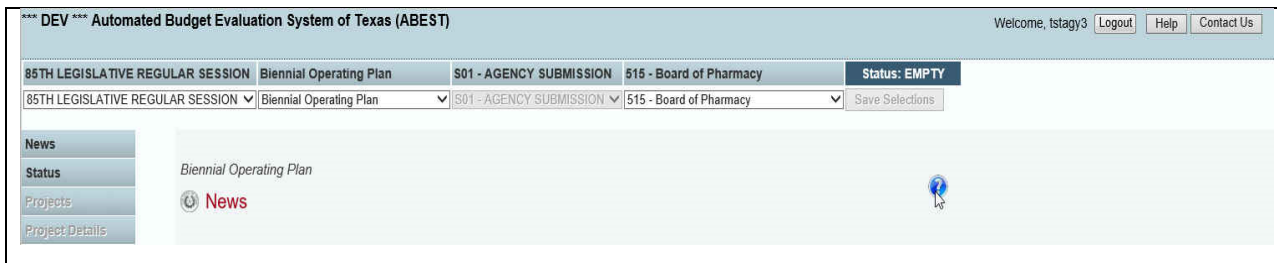 *** DEV *** Automated Budget Evaluation System of Texas (ABEST)
Welcome, tstagy3 Logout Help Contact Us
85TH LEGISLATIVE REGULAR SESSION Biennial Operating Plan S01 - AGENCY SUBMISSION 515 - Board of Pharmacy Status: EMPTY
85TH LEGISLATIVE REGULAR SESSION Biennial Operating Plan S01 - AGENCY SUBMISSION 515 - Board of Pharmacy Save Selections
News
Status
Projects
Project Details
Biennial Operating Plan
News